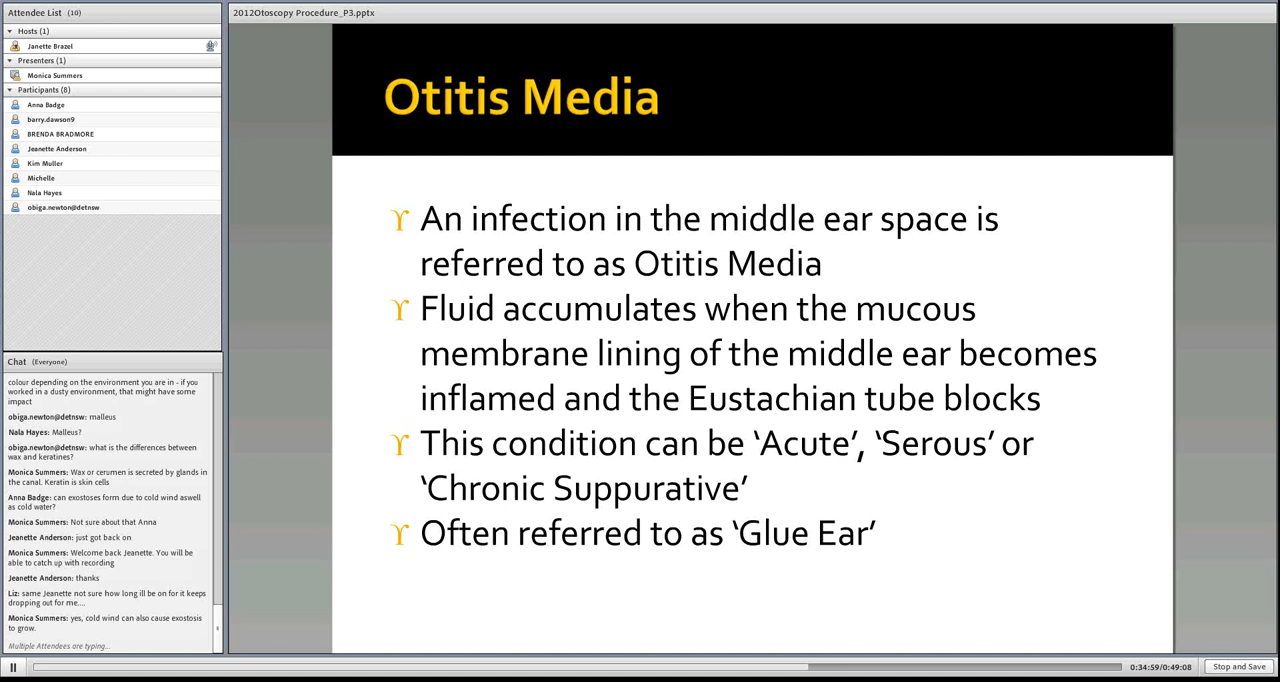 Attendee List (10)
Hosts (1)
Janette Brazel
Presenters (1)
Monica Summers
Participants (8)
Anna Badge
barry.dawson9
BRENDA BRADMORE
Jeanette Anderson
Kim Muller
Michelle
Nala Hayes
obiga.newton@detnsw
Chat (Everyone)
colour depending on the environment you are in - if you
worked in a dusty environment, that might have some
impact
obiga.newton@detnsw: malleus
Nala Hayes: Malleus?
obiga.newton@detnsw: what is the differences between
wax and keratines?
Monica Summers: Wax or cerumen is secreted by glands in
the canal. Keratin is skin cells
Anna Badge: can exostoses form due to cold wind aswell
as cold water?
Monica Summers: Not sure about that Anna
Jeanette Anderson: just got back on
Monica Summers: Welcome back Jeanette. You will be
able to catch up with recording
Jeanette Anderson: thanks
Liz: same Jeanette not sure how long ill be on for it keeps
dropping out for me....
Monica Summers: yes, cold wind can also cause exostosis
to grow.
Multiple Attendees are typing...
2012Otoscopy Procedure_P3.pptx
Otitis Media
An infection in the middle ear space is
referred to as Otitis Media
Fluid accumulates when the mucous
membrane lining of the middle ear becomes
inflamed and the Eustachian tube blocks
This condition can be ‘Acute’, ‘Serous’ or
‘Chronic Suppurative’
Often referred to as ‘Glue Ear’
0:34:59/0:49:08
Stop and Save